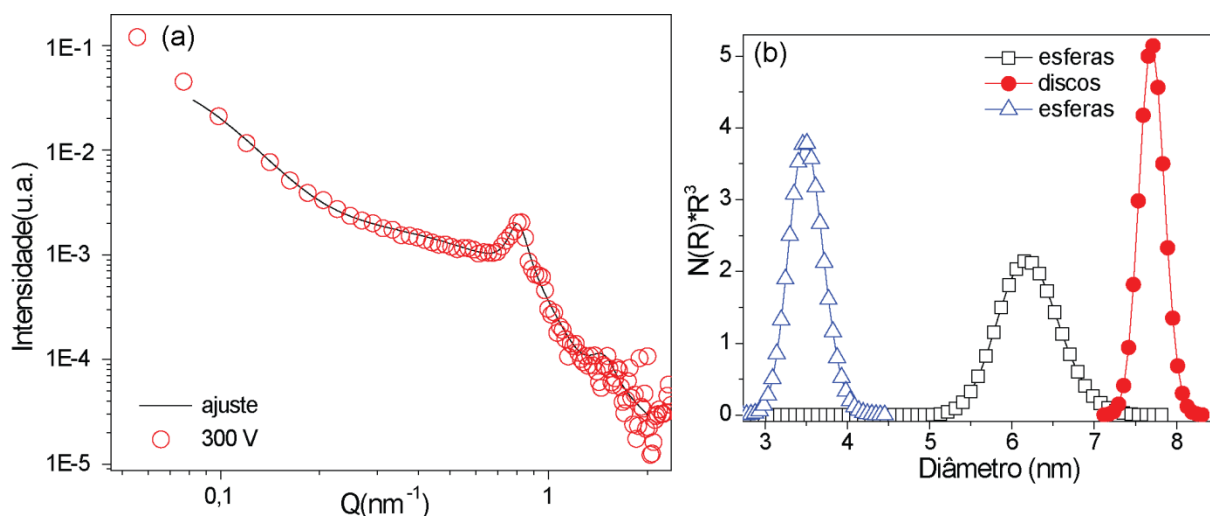 (a)
1E-1
1E-2
1E-3
1E-4
1E-5
Intensidade(u.a.)
ajuste
300 V
0,1
1
Q(nm⁻¹)
(b)
esferas
discos
esferas
5
4
3
2
1
0
N(R)*R³
3 4 5 6 7 8
Diâmetro (nm)